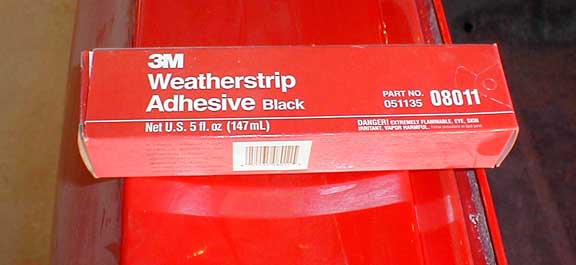 3M
Weatherstrip
Adhesive Black
PART NO.
051135 08011
Net U.S. 5 fl. oz (147mL)
DANGER! EXTREMELY FLAMMABLE, EYE, SKIN
IRRITANT. VAPOR HARMFUL.